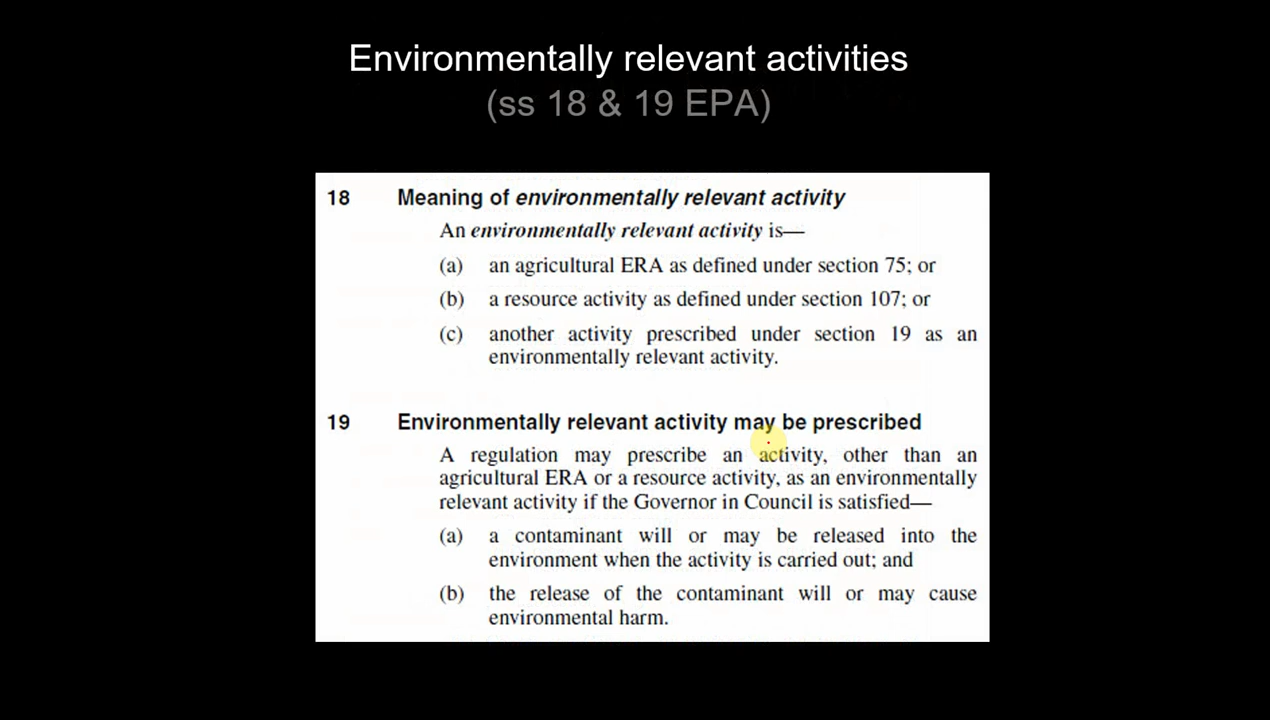 Environmentally relevant activities
(ss 18 & 19 EPA)
18 Meaning of environmentally relevant activity
An environmentally relevant activity is—
(a) an agricultural ERA as defined under section 75; or
(b) a resource activity as defined under section 107; or
(c) another activity prescribed under section 19 as an
environmentally relevant activity.
19 Environmentally relevant activity may be prescribed
A regulation may prescribe an activity, other than an
agricultural ERA or a resource activity, as an environmentally
relevant activity if the Governor in Council is satisfied—
(a) a contaminant will or may be released into the
environment when the activity is carried out; and
(b) the release of the contaminant will or may cause
environmental harm.